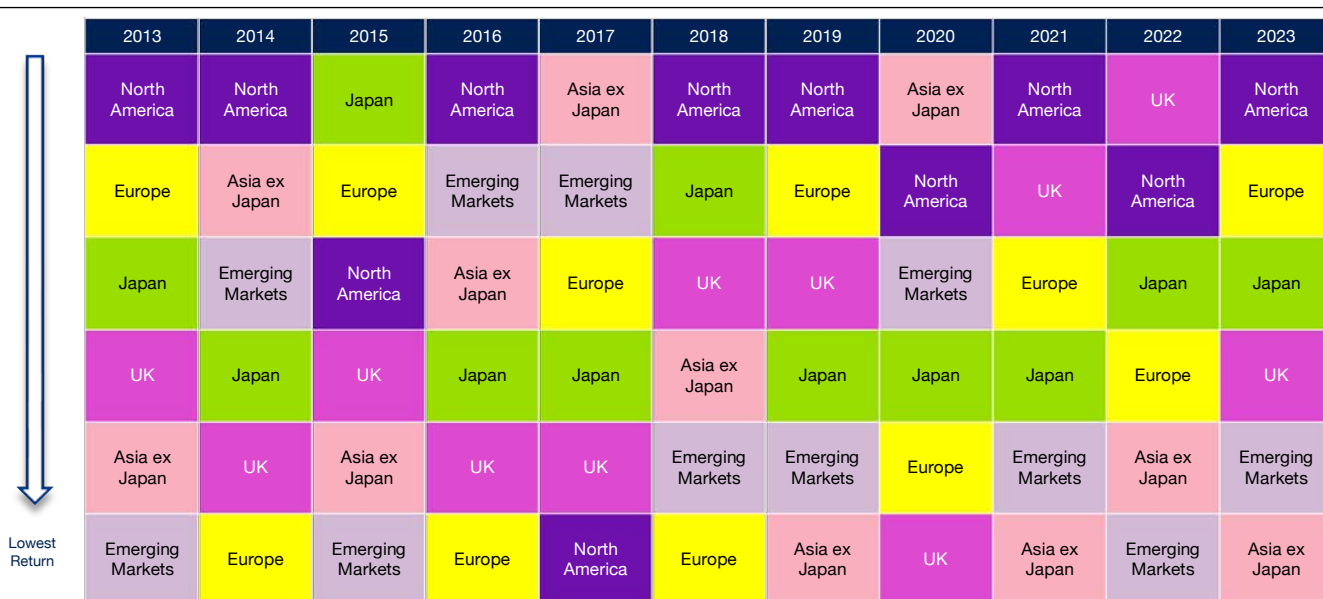 2013 2014 2015 2016 2017 2018 2019 2020 2021 2022 2023
North America North America Japan North America Asia ex Japan North America North America Asia ex Japan North America UK North America
Europe Asia ex Japan Europe Emerging Markets Emerging Markets Japan Europe North America UK North America Europe
Japan Emerging Markets North America Asia ex Japan Europe UK UK Emerging Markets Europe Japan Japan
UK Japan UK Japan Japan Asia ex Japan Japan Japan Japan Europe UK
Asia ex Japan UK Asia ex Japan UK UK Emerging Markets Emerging Markets Europe Emerging Markets Asia ex Japan Emerging Markets
Lowest Return
Emerging Markets Europe Emerging Markets Europe North America Europe Asia ex Japan UK Asia ex Japan Emerging Markets Asia ex Japan